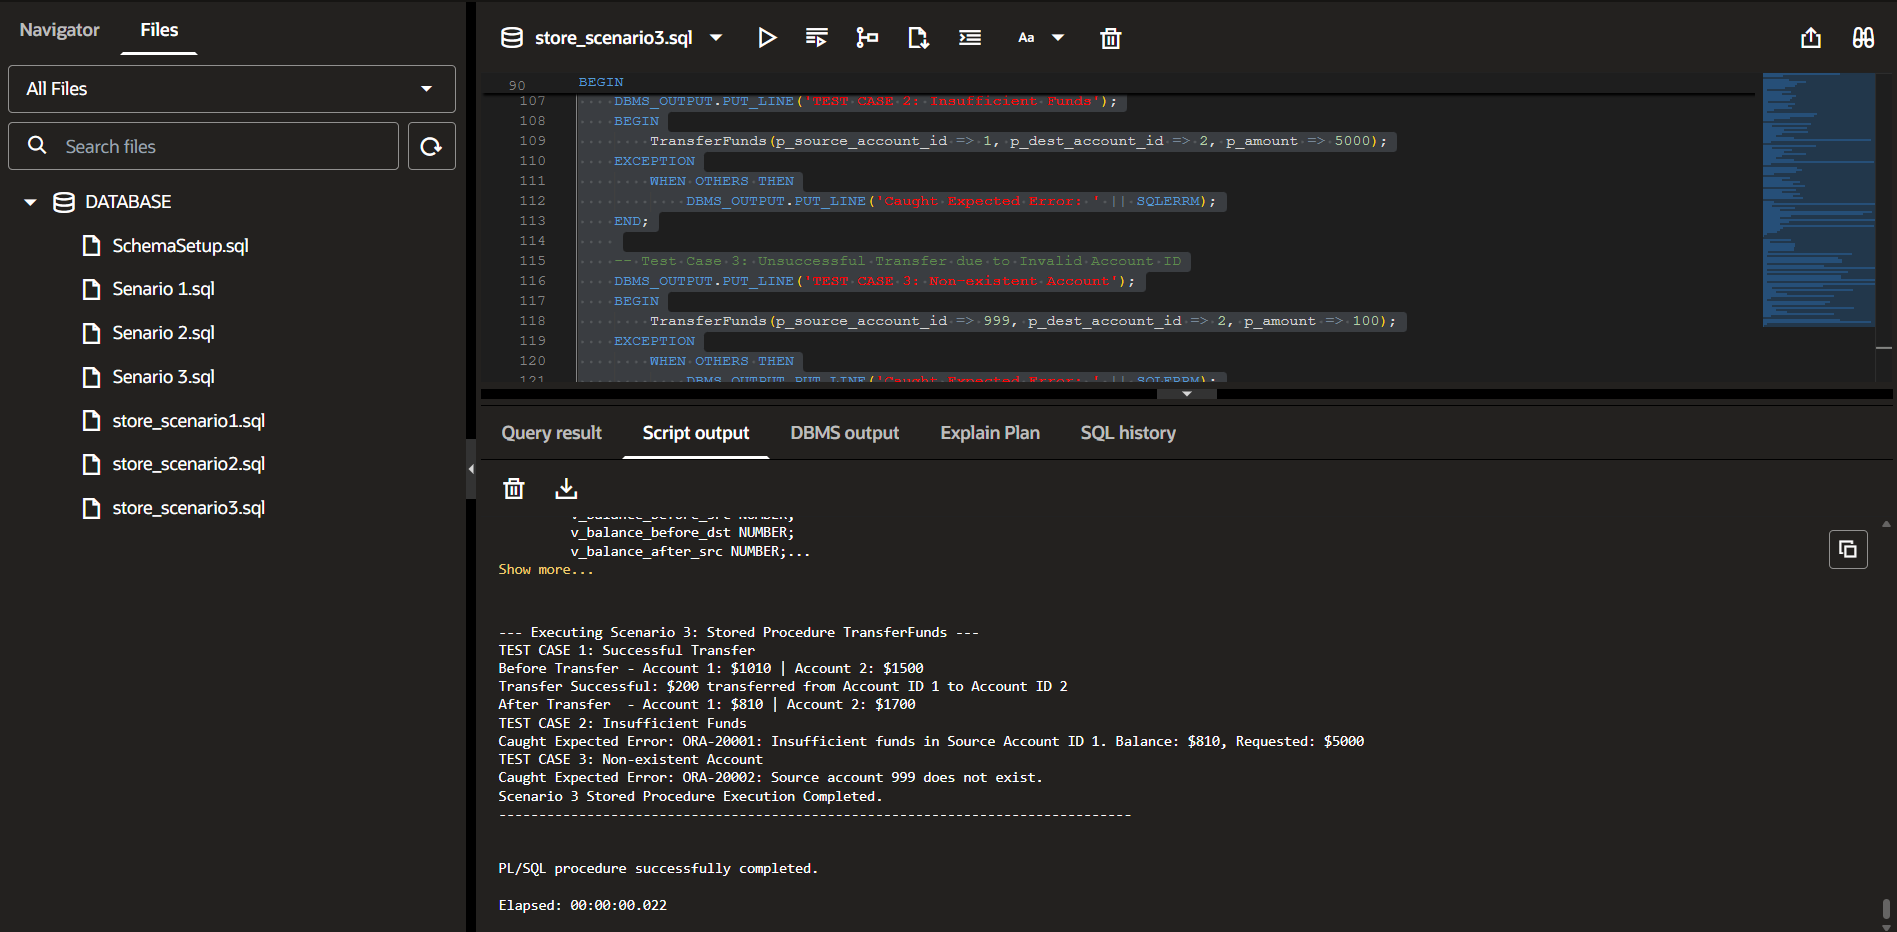 Navigator
Files
All Files
Search files
DATABASE
SchemaSetup.sql
Senario 1.sql
Senario 2.sql
Senario 3.sql
store_scenario1.sql
store_scenario2.sql
store_scenario3.sql
store_scenario3.sql
Aa
90 BEGIN
107 DBMS_OUTPUT.PUT_LINE('TEST CASE 2: Insufficient Funds');
108 BEGIN
109 TransferFunds(p_source_account_id => 1, p_dest_account_id => 2, p_amount => 5000);
110 EXCEPTION
111 WHEN OTHERS THEN
112 DBMS_OUTPUT.PUT_LINE('Caught Expected Error: ' || SQLERRM);
113 END;
114
115 -- Test Case 3: Unsuccessful Transfer due to Invalid Account ID
116 DBMS_OUTPUT.PUT_LINE('TEST CASE 3: Non-existent Account');
117 BEGIN
118 TransferFunds(p_source_account_id => 999, p_dest_account_id => 2, p_amount => 100);
119 EXCEPTION
120 WHEN OTHERS THEN
121 DBMS_OUTPUT.PUT_LINE('Caught Expected Error: ' || SQLERRM);
Query result
Script output
DBMS output
Explain Plan
SQL history
v_balance_before_src NUMBER;
v_balance_before_dst NUMBER;
v_balance_after_src NUMBER;...
Show more...
--- Executing Scenario 3: Stored Procedure TransferFunds ---
TEST CASE 1: Successful Transfer
Before Transfer - Account 1: $1010 | Account 2: $1500
Transfer Successful: $200 transferred from Account ID 1 to Account ID 2
After Transfer  - Account 1: $810 | Account 2: $1700
TEST CASE 2: Insufficient Funds
Caught Expected Error: ORA-20001: Insufficient funds in Source Account ID 1. Balance: $810, Requested: $5000
TEST CASE 3: Non-existent Account
Caught Expected Error: ORA-20002: Source account 999 does not exist.
Scenario 3 Stored Procedure Execution Completed.
-------------------------------------------------------------------------------
PL/SQL procedure successfully completed.
Elapsed: 00:00:00.022